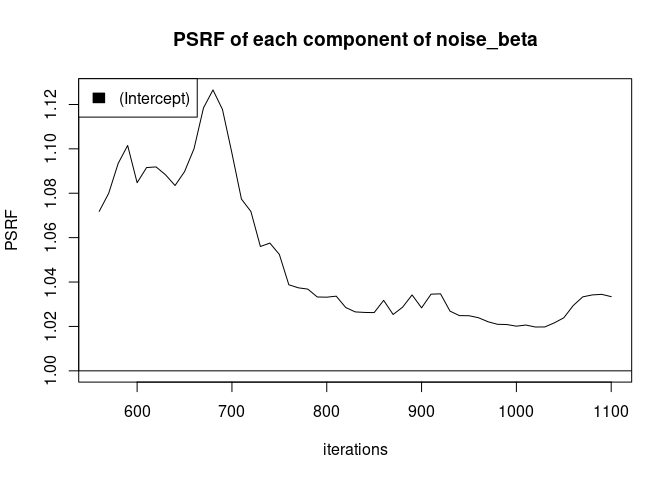 PSRF of each component of noise_beta
(Intercept)
PSRF
1.12
1.10
1.08
1.06
1.04
1.02
1.00
600 700 800 900 1000 1100
iterations